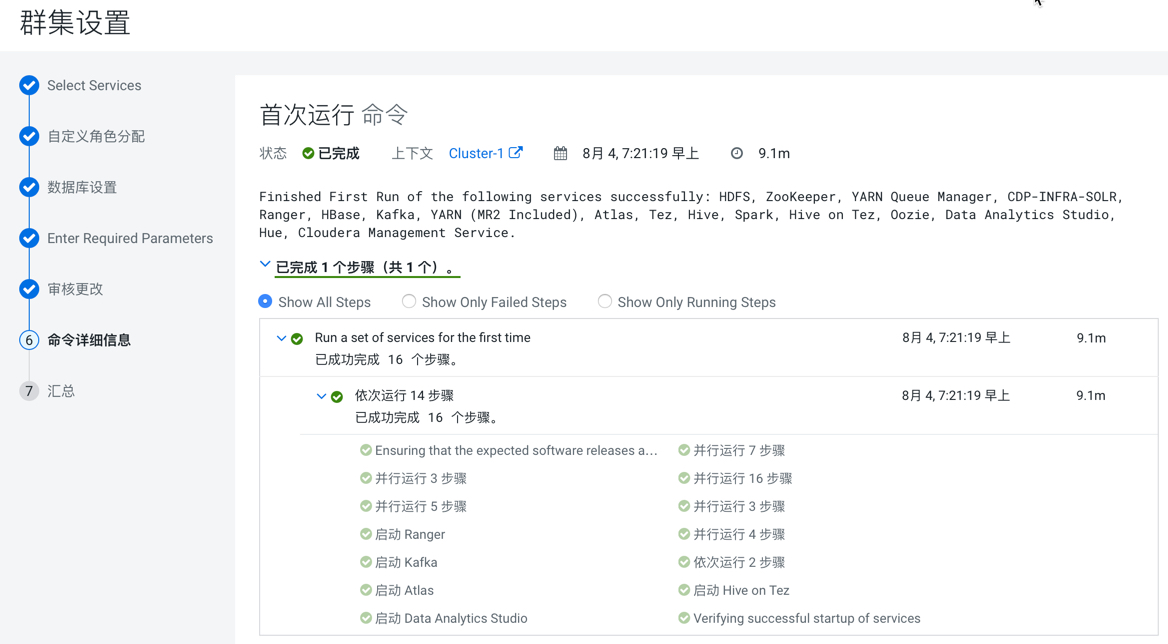 群集设置
Select Services
自定义角色分配
数据库设置
Enter Required Parameters
审核更改
6 命令详细信息
7 汇总
首次运行 命令
状态 已完成 上下文 Cluster-1 8月 4, 7:21:19 早上 9.1m
Finished First Run of the following services successfully: HDFS, ZooKeeper, YARN Queue Manager, CDP-INFRA-SOLR,
Ranger, HBase, Kafka, YARN (MR2 Included), Atlas, Tez, Hive, Spark, Hive on Tez, Oozie, Data Analytics Studio,
Hue, Cloudera Management Service.
已完成 1 个步骤（共 1 个）。
Show All Steps Show Only Failed Steps Show Only Running Steps
Run a set of services for the first time 8月 4, 7:21:19 早上 9.1m
已成功完成 16 个步骤。
依次运行 14 步骤 8月 4, 7:21:19 早上 9.1m
已成功完成 16 个步骤。
Ensuring that the expected software releases a… 并行运行 7 步骤
并行运行 3 步骤 并行运行 16 步骤
并行运行 5 步骤 并行运行 3 步骤
启动 Ranger 并行运行 4 步骤
启动 Kafka 依次运行 2 步骤
启动 Atlas 启动 Hive on Tez
启动 Data Analytics Studio Verifying successful startup of services